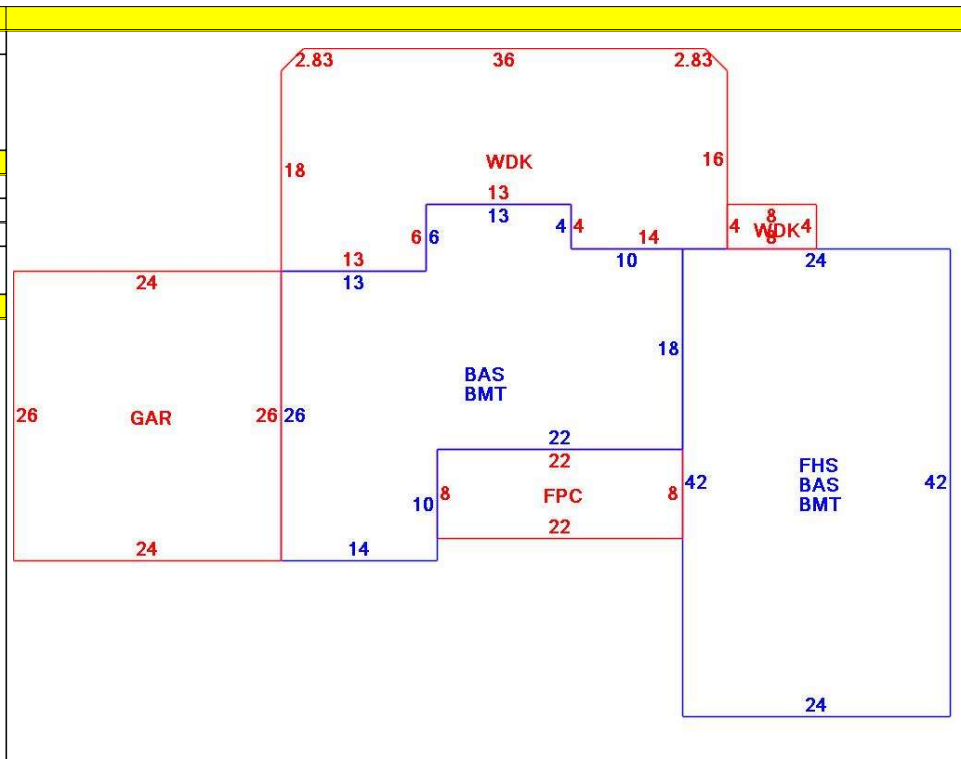 2.83 36 2.83
18 WDK 16
13
13
6 6 4 4 14 4 8 WDK 4
8
13 10 24
24 13
18
BAS
BMT
26 GAR 26 26
22
22
10 8 FPC 8 42 FHS 42
BAS
BMT
22
24 14
24